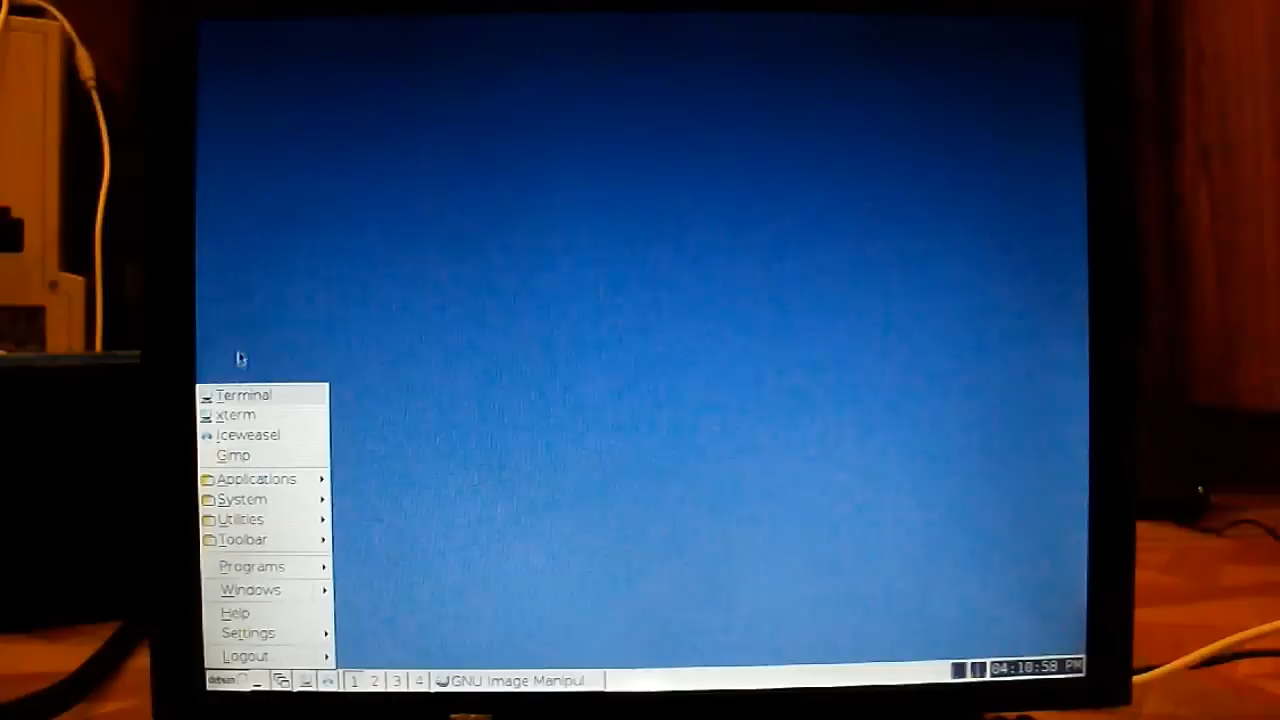 Terminal
xterm
Iceweasel
Gimp
Applications
System
Utilities
Toolbar
Programs
Windows
Help
Settings
Logout
debian 1 2 3 4 GNU Image Manipul 04:10:58 PM